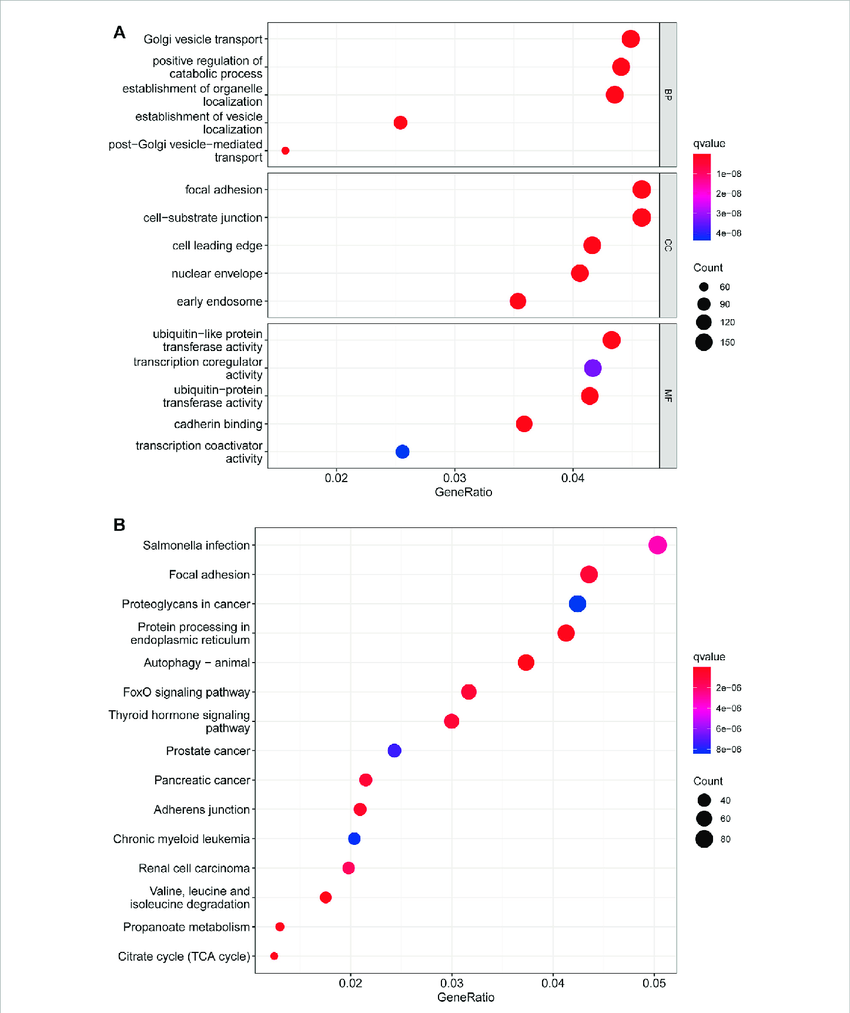 A
Golgi vesicle transport
positive regulation of
catabolic process
establishment of organelle
localization
establishment of vesicle
localization
post−Golgi vesicle−mediated
transport
BP
focal adhesion
cell−substrate junction
cell leading edge
nuclear envelope
early endosome
CC
ubiquitin−like protein
transferase activity
transcription coregulator
activity
ubiquitin−protein
transferase activity
cadherin binding
transcription coactivator
activity
MF
0.02 0.03 0.04
GeneRatio
qvalue
1e−08
2e−08
3e−08
4e−08
Count
60
90
120
150
B
Salmonella infection
Focal adhesion
Proteoglycans in cancer
Protein processing in
endoplasmic reticulum
Autophagy − animal
FoxO signaling pathway
Thyroid hormone signaling
pathway
Prostate cancer
Pancreatic cancer
Adherens junction
Chronic myeloid leukemia
Renal cell carcinoma
Valine, leucine and
isoleucine degradation
Propanoate metabolism
Citrate cycle (TCA cycle)
0.02 0.03 0.04 0.05
GeneRatio
qvalue
2e−06
4e−06
6e−06
8e−06
Count
40
60
80